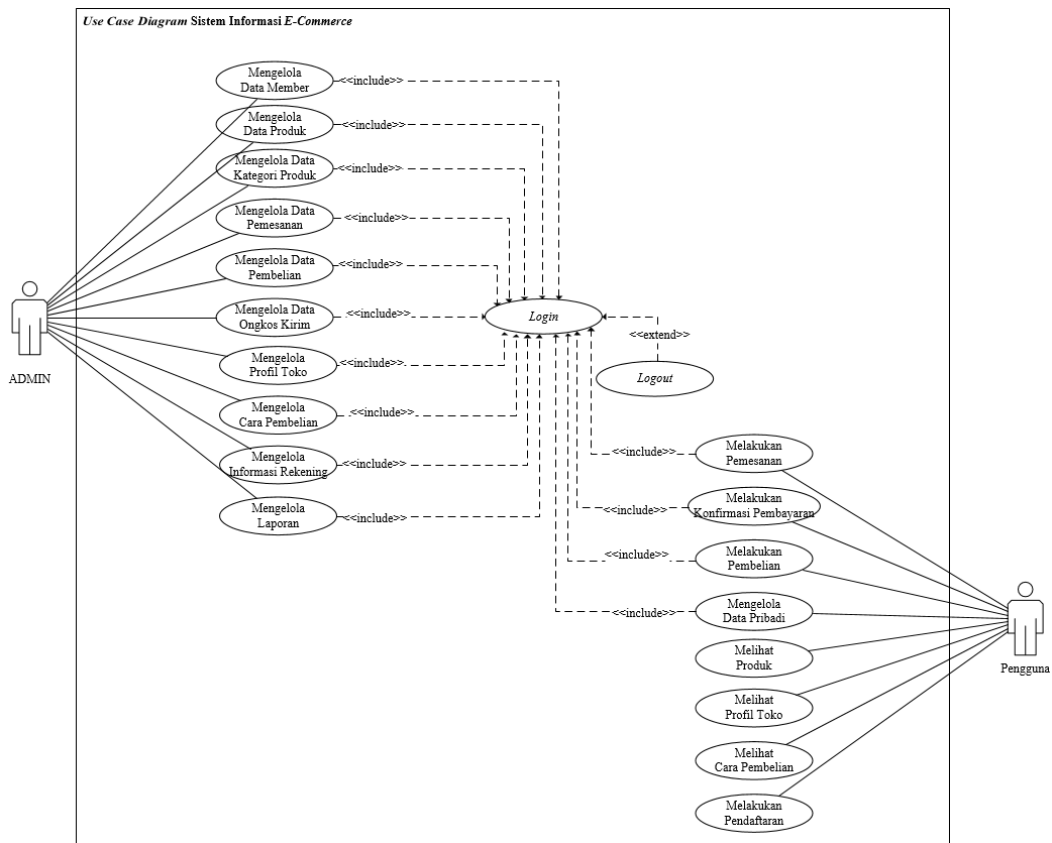 Use Case Diagram Sistem Informasi E-Commerce
Mengelola
Data Member
<<include>>
Mengelola
Data Produk
<<include>>
Mengelola Data
Kategori Produk
<<include>>
Mengelola Data
Pemesanan
<<include>>
Mengelola Data
Pembelian
<<include>>
Mengelola Data
Ongkos Kirim
<<include>>
Mengelola
Profil Toko
<<include>>
Mengelola
Cara Pembelian
<<include>>
Mengelola
Informasi Rekening
<<include>>
Mengelola
Laporan
<<include>>
ADMIN
Login
<<extend>>
Logout
<<include>>
Melakukan
Pemesanan
<<include>>
Melakukan
Konfirmasi Pembayaran
<<include>>
Melakukan
Pembelian
<<include>>
Mengelola
Data Pribadi
Melihat
Produk
Melihat
Profil Toko
Melihat
Cara Pembelian
Melakukan
Pendaftaran
Pengguna